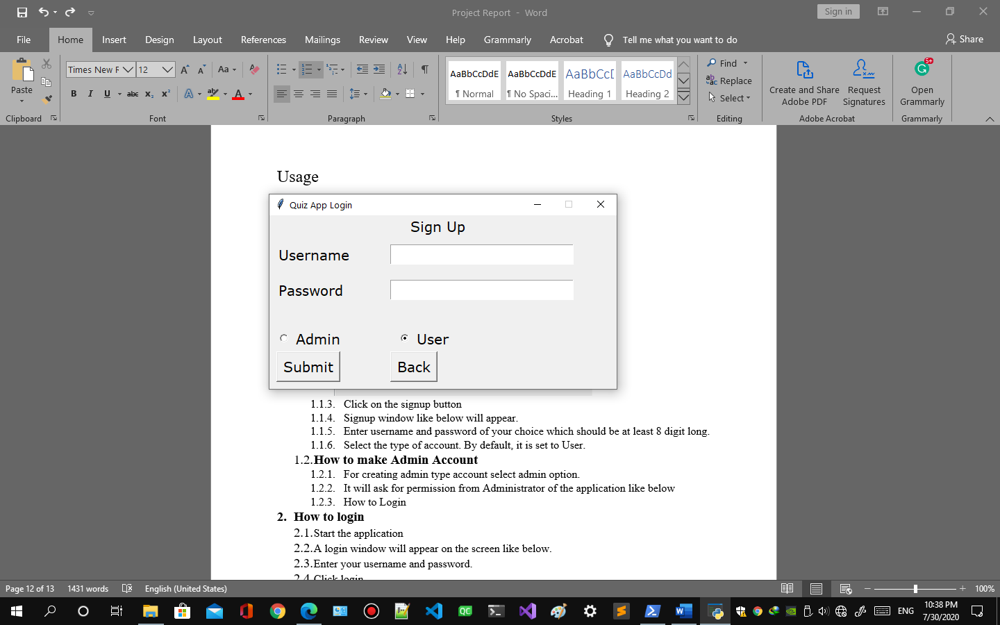 Project Report - Word
Sign in
File Home Insert Design Layout References Mailings Review View Help Grammarly Acrobat Tell me what you want to do Share
Times New F 12 Aa
Paste
B I U abc x₂ x² A ab A
AaBbCcDdE AaBbCcDdE AaBbCcD AaBbCcDd
¶ Normal ¶ No Spaci... Heading 1 Heading 2
Find
Replace
Select
Create and Share
Adobe PDF
Request
Signatures
Open
Grammarly
Clipboard Font Paragraph Styles Editing Adobe Acrobat Grammarly
Usage
Quiz App Login
Sign Up
Username
Password
Admin User
Submit Back
1.1.3. Click on the signup button
1.1.4. Signup window like below will appear.
1.1.5. Enter username and password of your choice which should be at least 8 digit long.
1.1.6. Select the type of account. By default, it is set to User.
1.2.How to make Admin Account
1.2.1. For creating admin type account select admin option.
1.2.2. It will ask for permission from Administrator of the application like below
1.2.3. How to Login
2. How to login
2.1.Start the application
2.2.A login window will appear on the screen like below.
2.3.Enter your username and password.
2.4.Click login
Page 12 of 13 1431 words English (United States) 100%
QC ENG 10:38 PM
7/30/2020